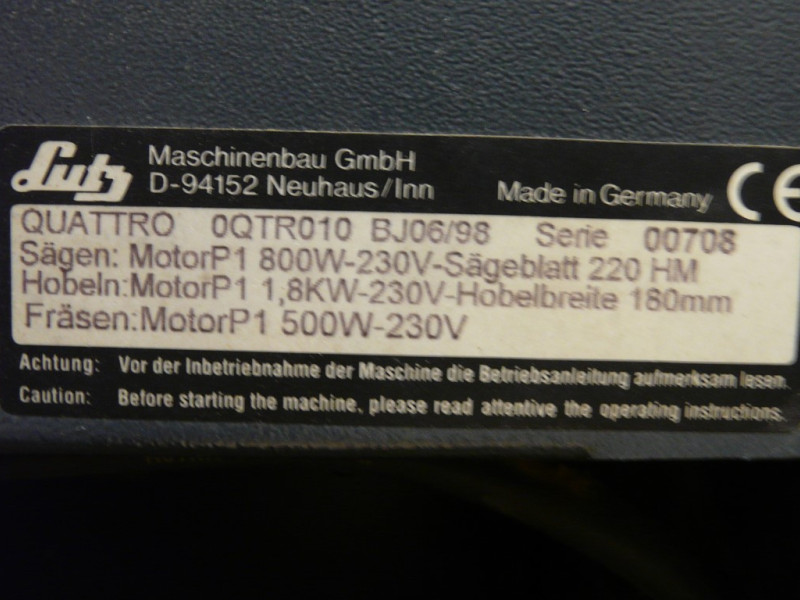 Lutz
Maschinenbau GmbH
D-94152 Neuhaus/Inn
Made in Germany CE
QUATTRO 0QTR010 BJ06/98 Serie 00708
Sägen: MotorP1 800W-230V-Sägeblatt 220 HM
Hobeln:MotorP1 1,8KW-230V-Hobelbreite 180mm
Fräsen:MotorP1 500W-230V
Achtung: Vor der Inbetriebnahme der Maschine die Betriebsanleitung aufmerksam lesen.
Caution: Before starting the machine, please read attentive the operating instructions.